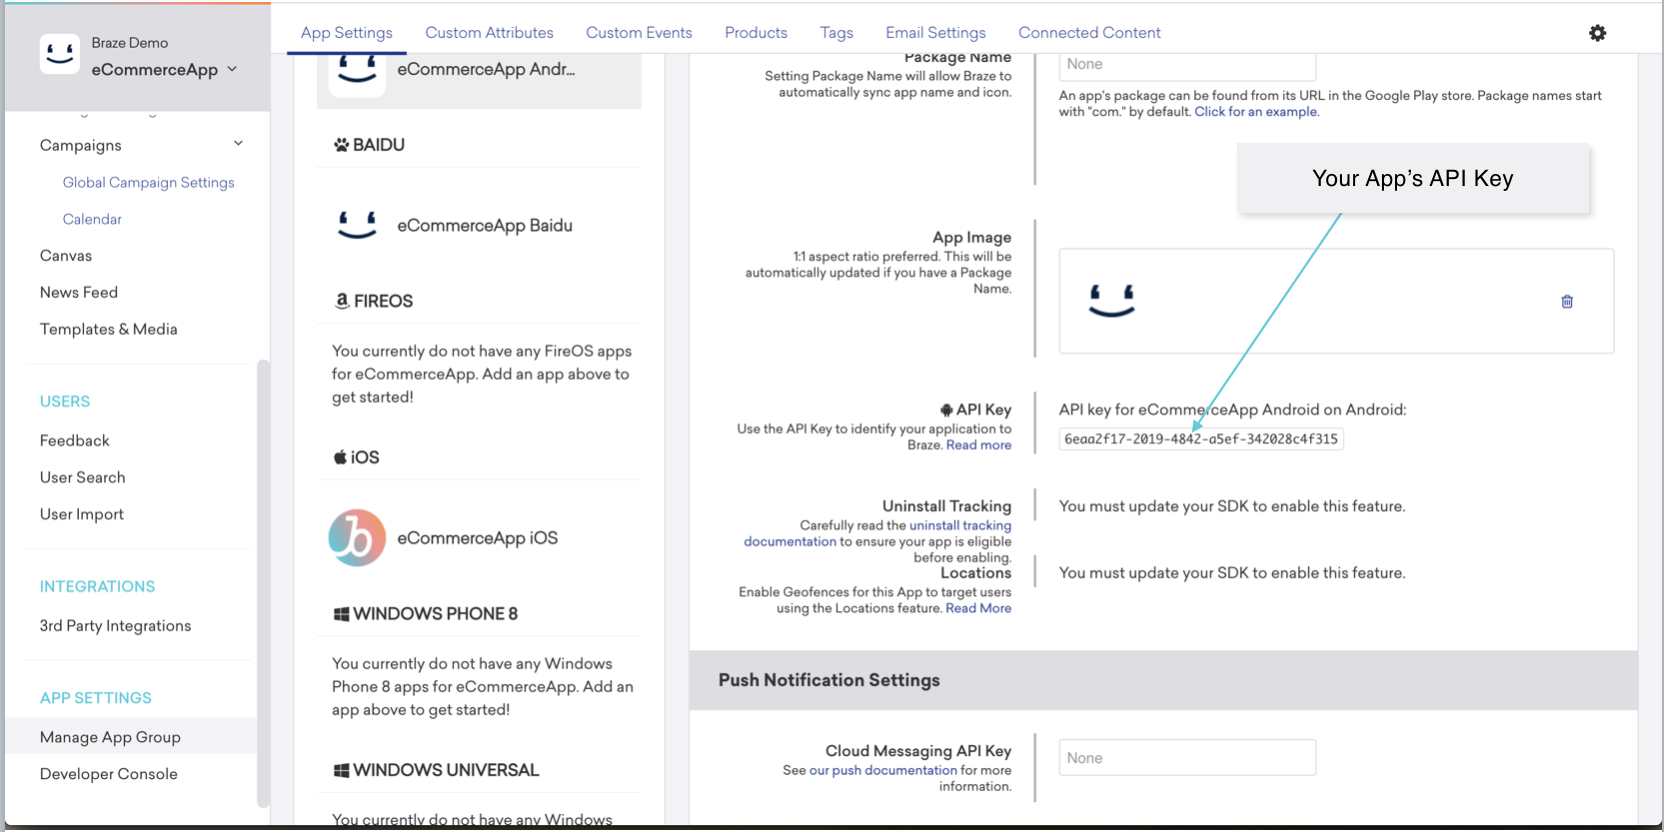 Braze Demo
eCommerceApp
Campaigns
Global Campaign Settings
Calendar
Canvas
News Feed
Templates & Media
USERS
Feedback
User Search
User Import
INTEGRATIONS
3rd Party Integrations
APP SETTINGS
Manage App Group
Developer Console
App Settings
Custom Attributes
Custom Events
Products
Tags
Email Settings
Connected Content
eCommerceApp Andr...
BAIDU
eCommerceApp Baidu
FIREOS
You currently do not have any FireOS apps
for eCommerceApp. Add an app above to
get started!
iOS
eCommerceApp iOS
WINDOWS PHONE 8
You currently do not have any Windows
Phone 8 apps for eCommerceApp. Add an
app above to get started!
WINDOWS UNIVERSAL
You currently do not have any Windows
Package Name
Setting Package Name will allow Braze to
automatically sync app name and icon.
None
An app's package can be found from its URL in the Google Play store. Package names start
with "com." by default. Click for an example.
Your App's API Key
App Image
1:1 aspect ratio preferred. This will be
automatically updated if you have a Package
Name.
API Key
Use the API Key to identify your application to
Braze. Read more
API key for eCommerceApp Android on Android:
6eaa2f17-2019-4842-a5ef-342028c4f315
Uninstall Tracking
Carefully read the uninstall tracking
documentation to ensure your app is eligible
before enabling.
You must update your SDK to enable this feature.
Locations
Enable Geofences for this App to target users
using the Locations feature. Read More
You must update your SDK to enable this feature.
Push Notification Settings
Cloud Messaging API Key
See our push documentation for more
information.
None